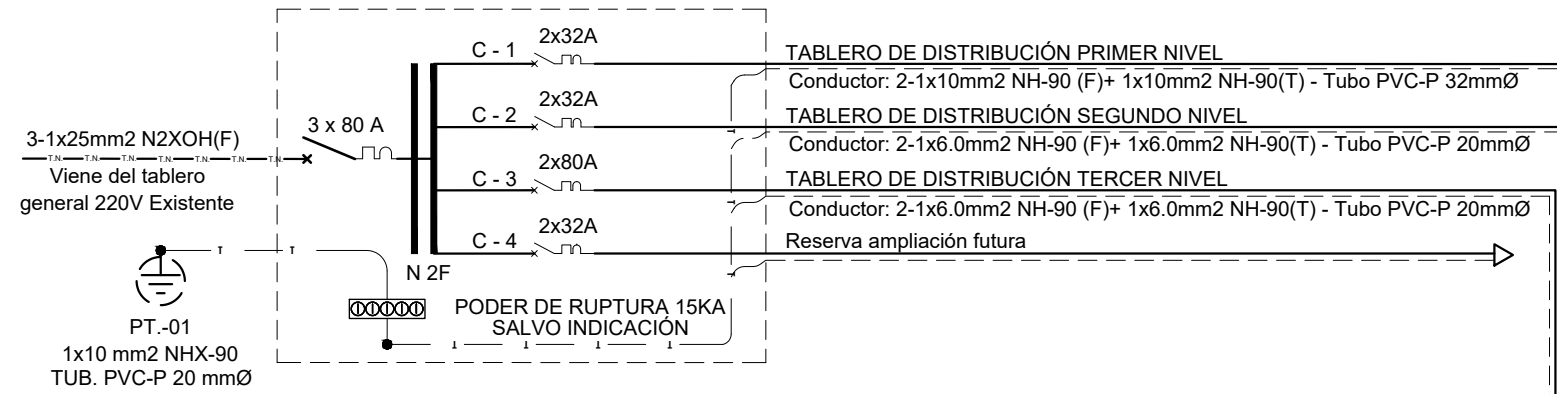 3-1x25mm2 N2XOH(F)
T.N. T.N. T.N. T.N. T.N. T.N. T.N.
Viene del tablero
general 220V Existente
3 x 80 A
C - 1
2x32A
TABLERO DE DISTRIBUCIÓN PRIMER NIVEL
Conductor: 2-1x10mm2 NH-90 (F)+ 1x10mm2 NH-90(T) - Tubo PVC-P 32mmØ
C - 2
2x32A
TABLERO DE DISTRIBUCIÓN SEGUNDO NIVEL
Conductor: 2-1x6.0mm2 NH-90 (F)+ 1x6.0mm2 NH-90(T) - Tubo PVC-P 20mmØ
C - 3
2x80A
TABLERO DE DISTRIBUCIÓN TERCER NIVEL
Conductor: 2-1x6.0mm2 NH-90 (F)+ 1x6.0mm2 NH-90(T) - Tubo PVC-P 20mmØ
C - 4
2x32A
Reserva ampliación futura
N 2F
T T
PODER DE RUPTURA 15KA
SALVO INDICACIÓN
T T T T
PT.-01
1x10 mm2 NHX-90
TUB. PVC-P 20 mmØ